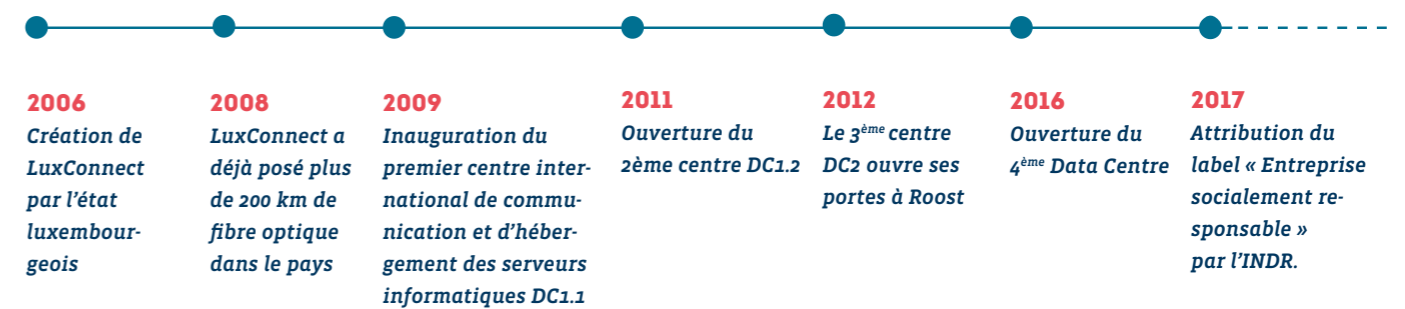 2006
Création de
LuxConnect
par l’état
luxembour-
geois
2008
LuxConnect a
déjà posé plus
de 200 km de
fibre optique
dans le pays
2009
Inauguration du
premier centre inter-
national de commu-
nication et d’héber-
gement des serveurs
informatiques DC1.1
2011
Ouverture du
2ème centre DC1.2
2012
Le 3ème centre
DC2 ouvre ses
portes à Roost
2016
Ouverture du
4ème Data Centre
2017
Attribution du
label « Entreprise
socialement re-
sponsable »
par l’INDR.